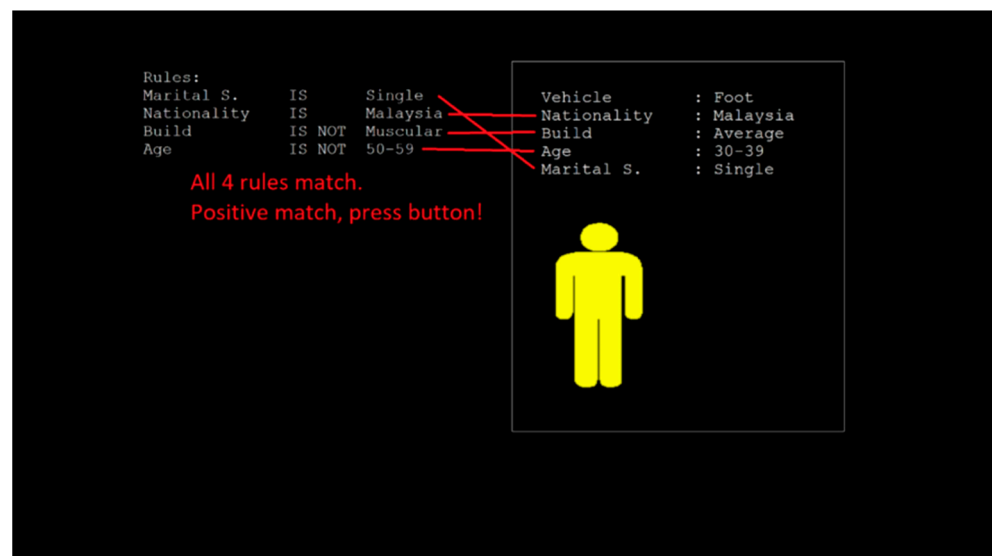 Rules:
Marital S. IS Single
Nationality IS Malaysia
Build IS NOT Muscular
Age IS NOT 50-59
All 4 rules match.
Positive match, press button!
Vehicle : Foot
Nationality : Malaysia
Build : Average
Age : 30-39
Marital S. : Single